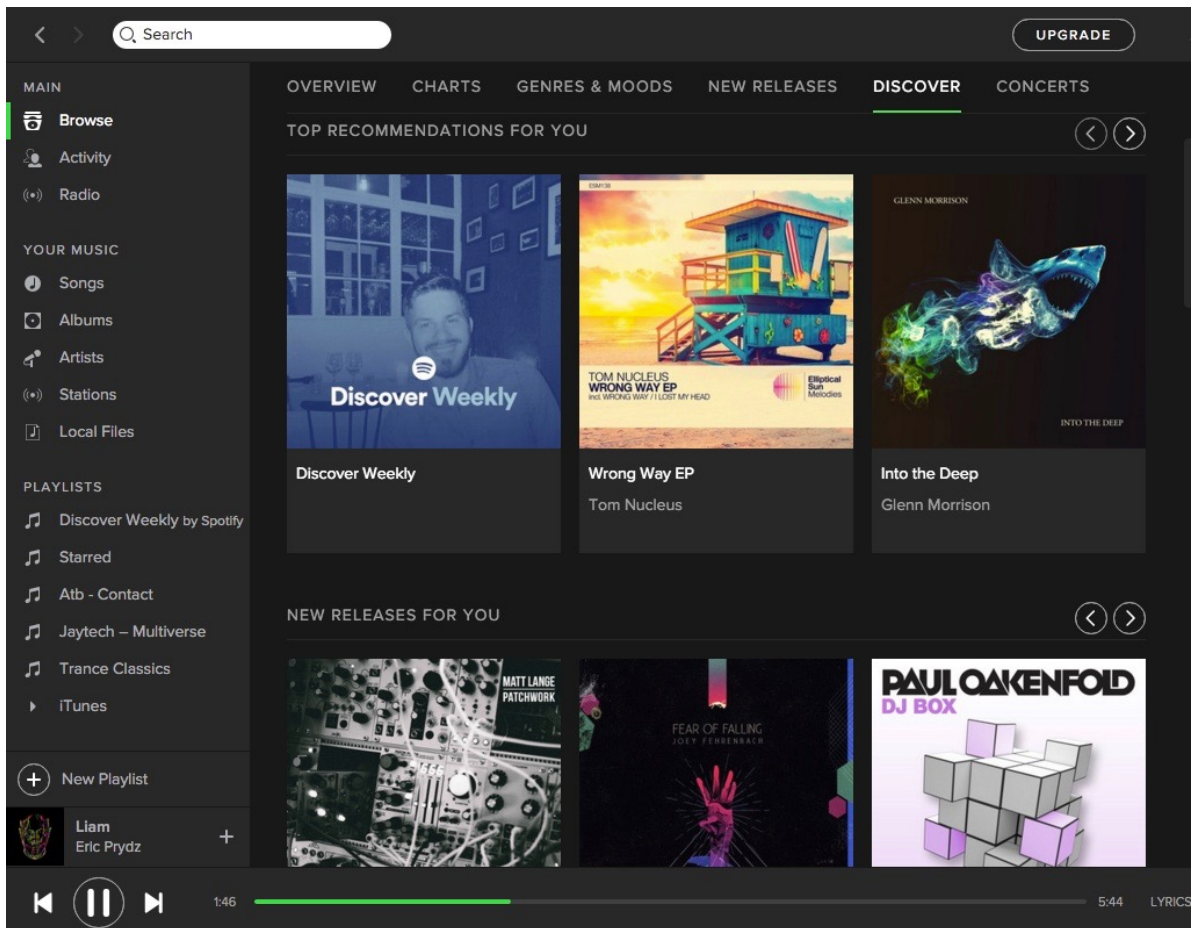 Search
UPGRADE
MAIN
Browse
Activity
Radio
YOUR MUSIC
Songs
Albums
Artists
Stations
Local Files
PLAYLISTS
Discover Weekly by Spotify
Starred
Atb - Contact
Jaytech – Multiverse
Trance Classics
iTunes
New Playlist
Liam
Eric Prydz
OVERVIEW CHARTS GENRES & MOODS NEW RELEASES DISCOVER CONCERTS
TOP RECOMMENDATIONS FOR YOU
Discover Weekly
Discover Weekly
ESM138
TOM NUCLEUS
WRONG WAY EP
incl. WRONG WAY / I LOST MY HEAD
Elliptical
Sun
Melodies
Wrong Way EP
Tom Nucleus
GLENN MORRISON
INTO THE DEEP
Into the Deep
Glenn Morrison
NEW RELEASES FOR YOU
MATT LANGE
PATCHWORK
FEAR OF FALLING
JOEY FEHRENBACH
PAUL OAKENFOLD
DJ BOX
1:46
5:44
LYRICS